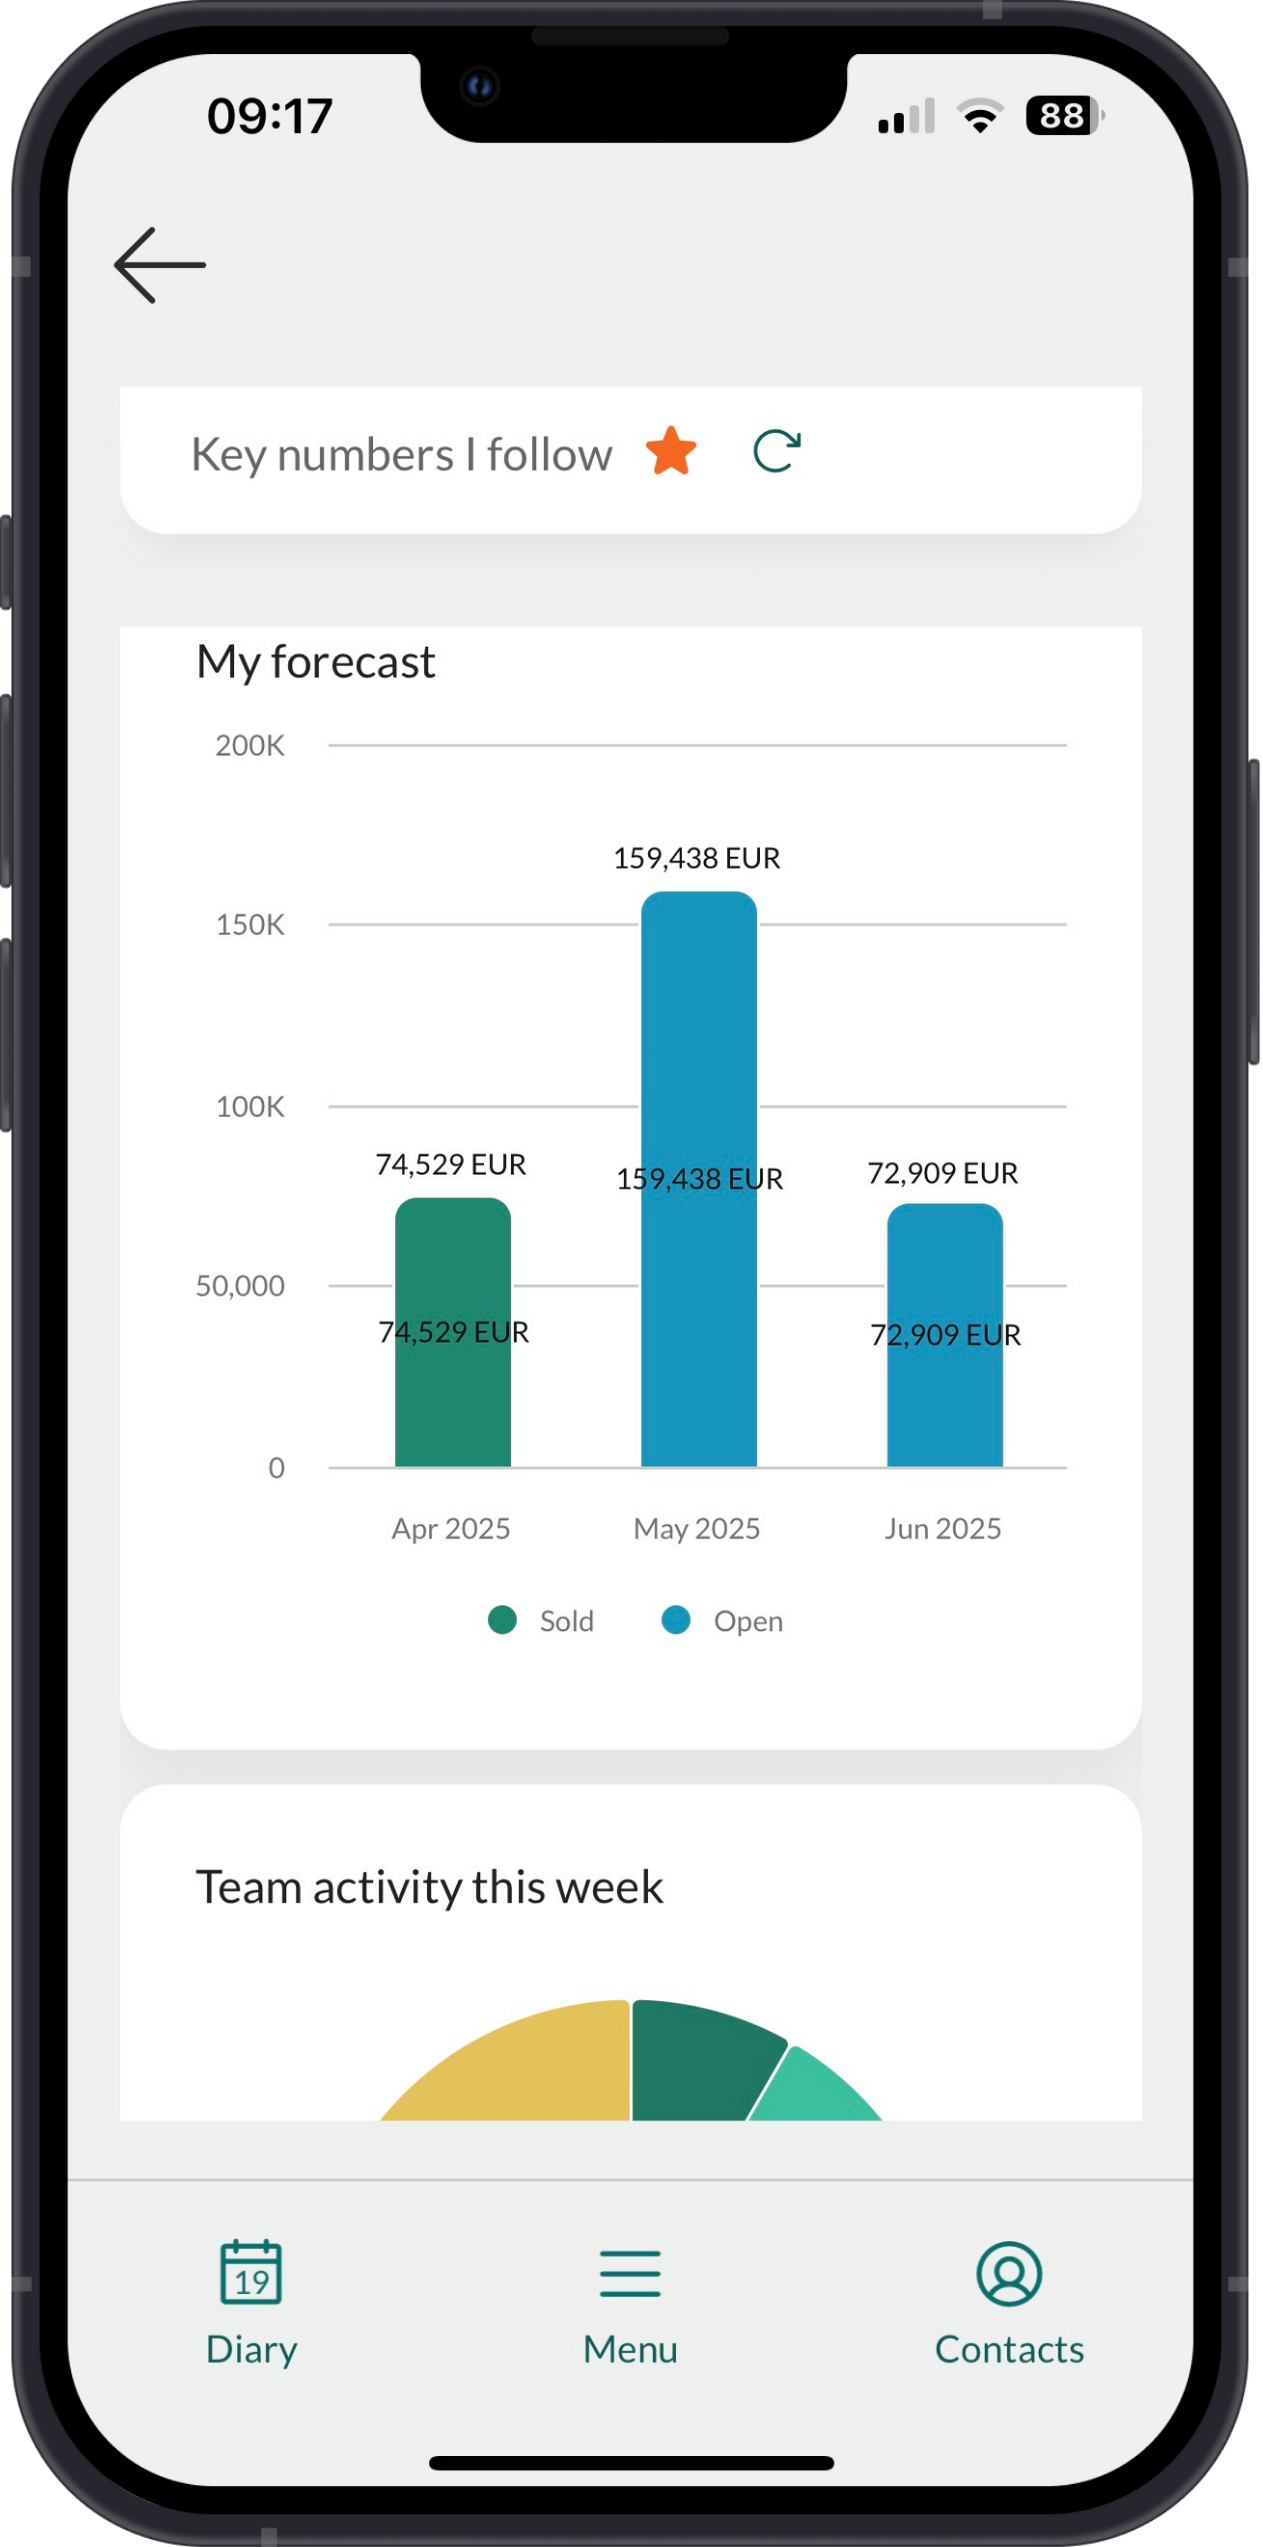 09:17
88
Key numbers I follow
My forecast
200K
159,438 EUR
150K
100K
74,529 EUR
159,438 EUR
72,909 EUR
50,000
74,529 EUR
72,909 EUR
0
Apr 2025
May 2025
Jun 2025
Sold
Open
Team activity this week
19
Diary
Menu
Contacts